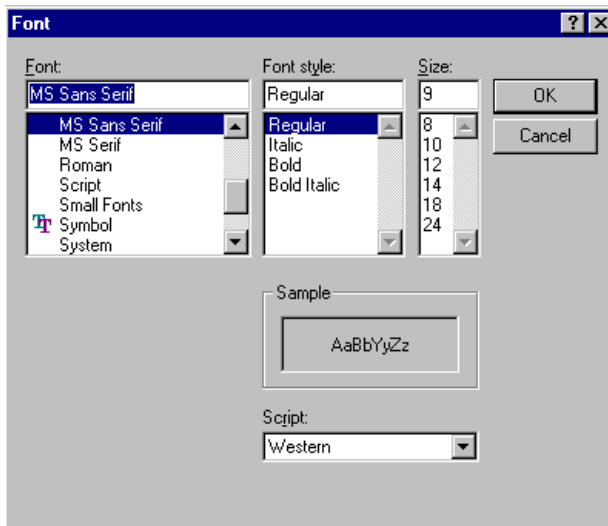 Font
Font:
MS Sans Serif
MS Sans Serif
MS Serif
Roman
Script
Small Fonts
Symbol
System
Font style:
Regular
Regular
Italic
Bold
Bold Italic
Size:
9
8
10
12
14
18
24
OK
Cancel
Sample
AaBbYyZz
Script:
Western